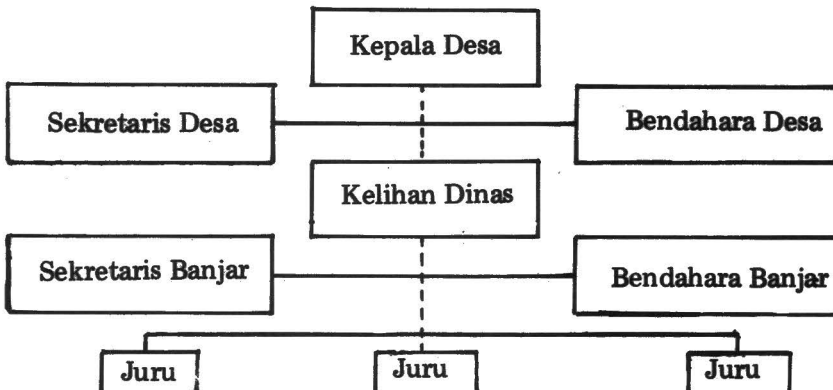 Kepala Desa
Sekretaris Desa
Bendahara Desa
Kelihan Dinas
Sekretaris Banjar
Bendahara Banjar
Juru
Juru
Juru